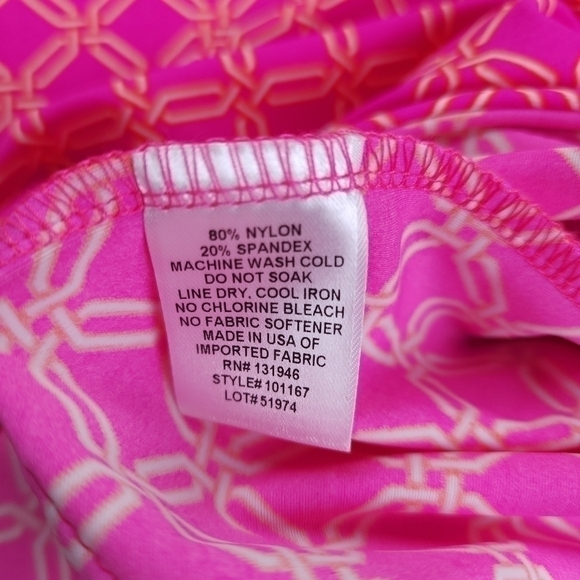 80% NYLON
20% SPANDEX
MACHINE WASH COLD
DO NOT SOAK
LINE DRY, COOL IRON
NO CHLORINE BLEACH
NO FABRIC SOFTENER
MADE IN USA OF
IMPORTED FABRIC
RN# 131946
STYLE#101167
LOT#51974